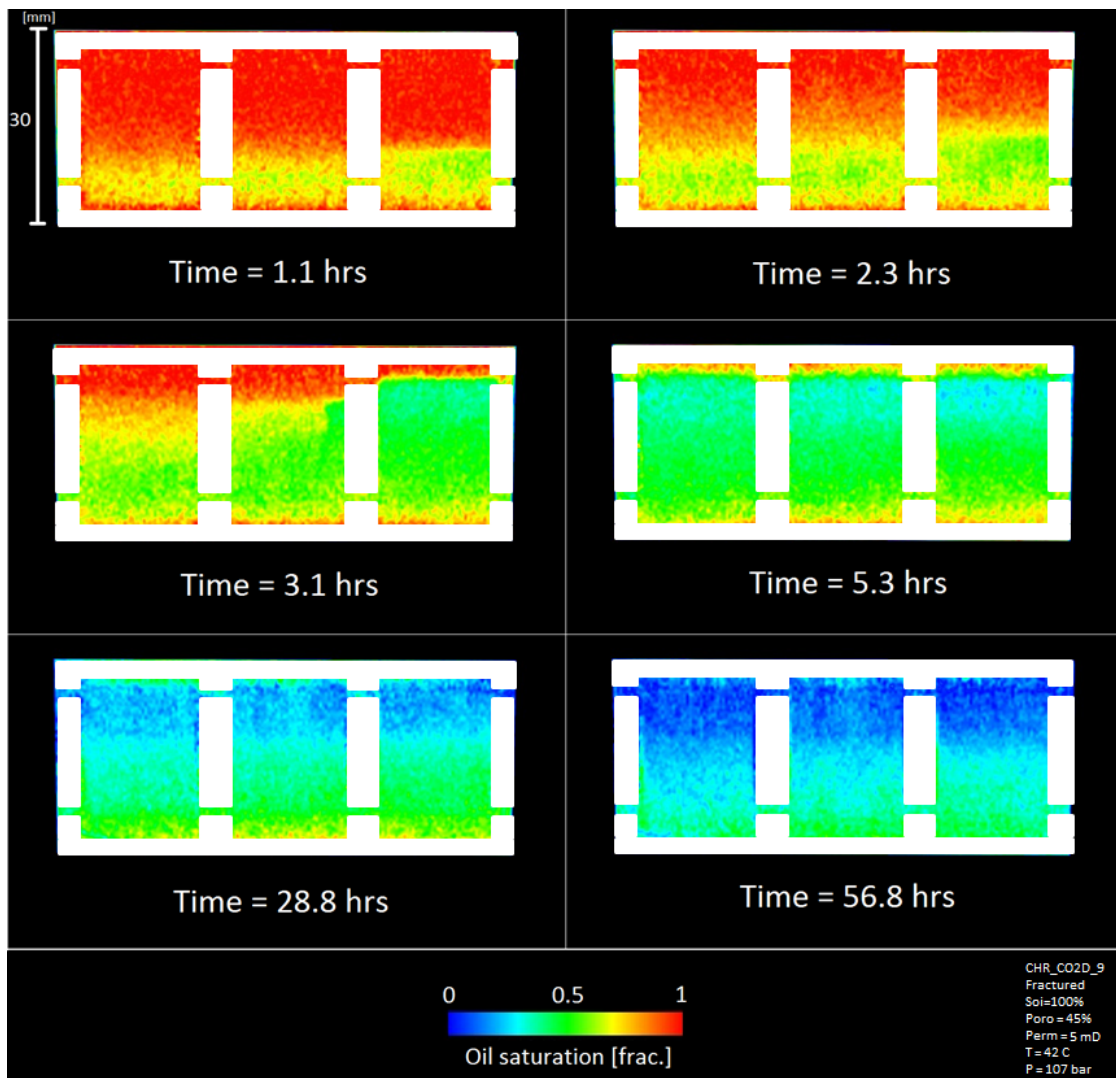 [mm]
30
Time = 1.1 hrs
Time = 2.3 hrs
Time = 3.1 hrs
Time = 5.3 hrs
Time = 28.8 hrs
Time = 56.8 hrs
0 0.5 1
Oil saturation [frac.]
CHR_CO2D_9
Fractured
Soi=100%
Poro = 45%
Perm = 5 mD
T = 42 C
P = 107 bar